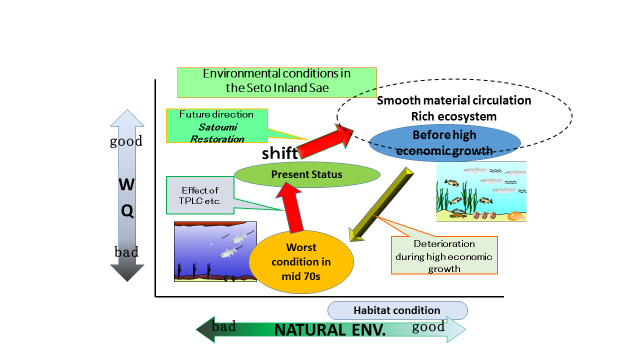 Environmental conditions in
the Seto Inland Sae
Smooth material circulation
Rich ecosystem
Before high
economic growth
Future direction
Satoumi
Restoration
shift
Present Status
good
W
Q
bad
Effect of
TPLC etc.
Worst
condition in
mid 70s
Deterioration
during high economic
growth
Habitat condition
bad
NATURAL ENV.
good